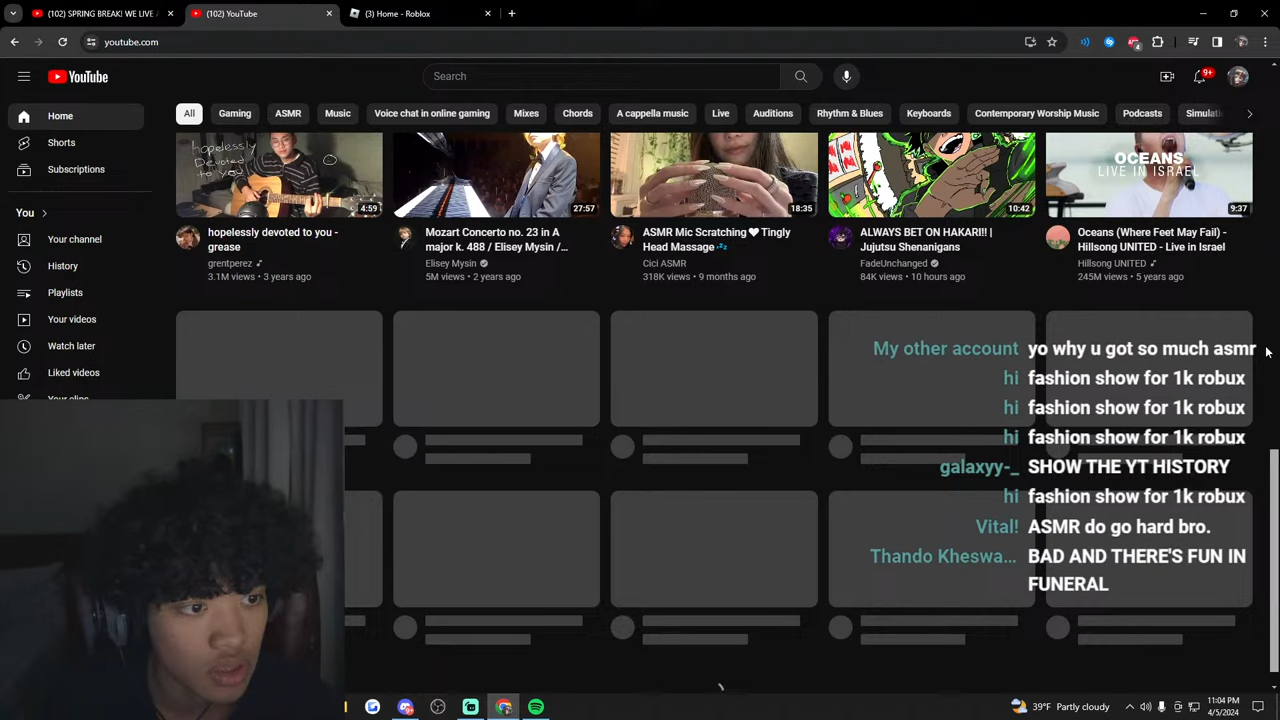 (102) SPRING BREAK! WE LIVE A
(102) YouTube
(3) Home - Roblox
youtube.com
4
YouTube
Search
9+
Home
Shorts
Subscriptions
You
Your channel
History
Playlists
Your videos
Watch later
Liked videos
Your clips
All
Gaming
ASMR
Music
Voice chat in online gaming
Mixes
Chords
A cappella music
Live
Auditions
Rhythm & Blues
Keyboards
Contemporary Worship Music
Podcasts
Simulati
hopelessly
Devoted
to you
4:59
27:57
18:35
10:42
OCEANS
LIVE IN ISRAEL
9:37
hopelessly devoted to you -
grease
grentperez
3.1M views • 3 years ago
Mozart Concerto no. 23 in A
major k. 488 / Elisey Mysin /...
Elisey Mysin
5M views • 2 years ago
ASMR Mic Scratching ❤ Tingly
Head Massage 💤
Cici ASMR
318K views • 9 months ago
ALWAYS BET ON HAKARI!!! |
Jujutsu Shenanigans
FadeUnchanged
84K views • 10 hours ago
Oceans (Where Feet May Fail) -
Hillsong UNITED - Live in Israel
Hillsong UNITED
245M views • 5 years ago
My other account yo why u got so much asmr
hi fashion show for 1k robux
hi fashion show for 1k robux
hi fashion show for 1k robux
galaxyy-_ SHOW THE YT HISTORY
hi fashion show for 1k robux
Vital! ASMR do go hard bro.
Thando Kheswa... BAD AND THERE'S FUN IN
FUNERAL
39°F Partly cloudy
11:04 PM
4/5/2024